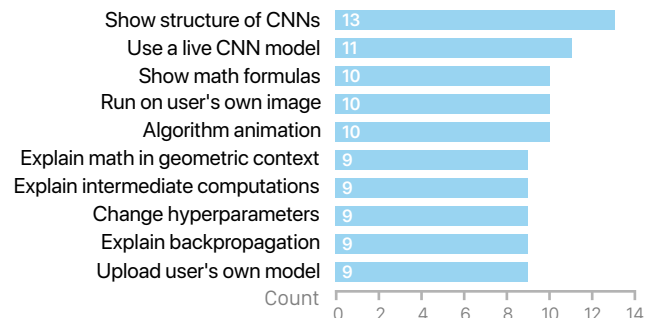 Show structure of CNNs 13
Use a live CNN model 11
Show math formulas 10
Run on user's own image 10
Algorithm animation 10
Explain math in geometric context 9
Explain intermediate computations 9
Change hyperparameters 9
Explain backpropagation 9
Upload user's own model 9
Count 0 2 4 6 8 10 12 14